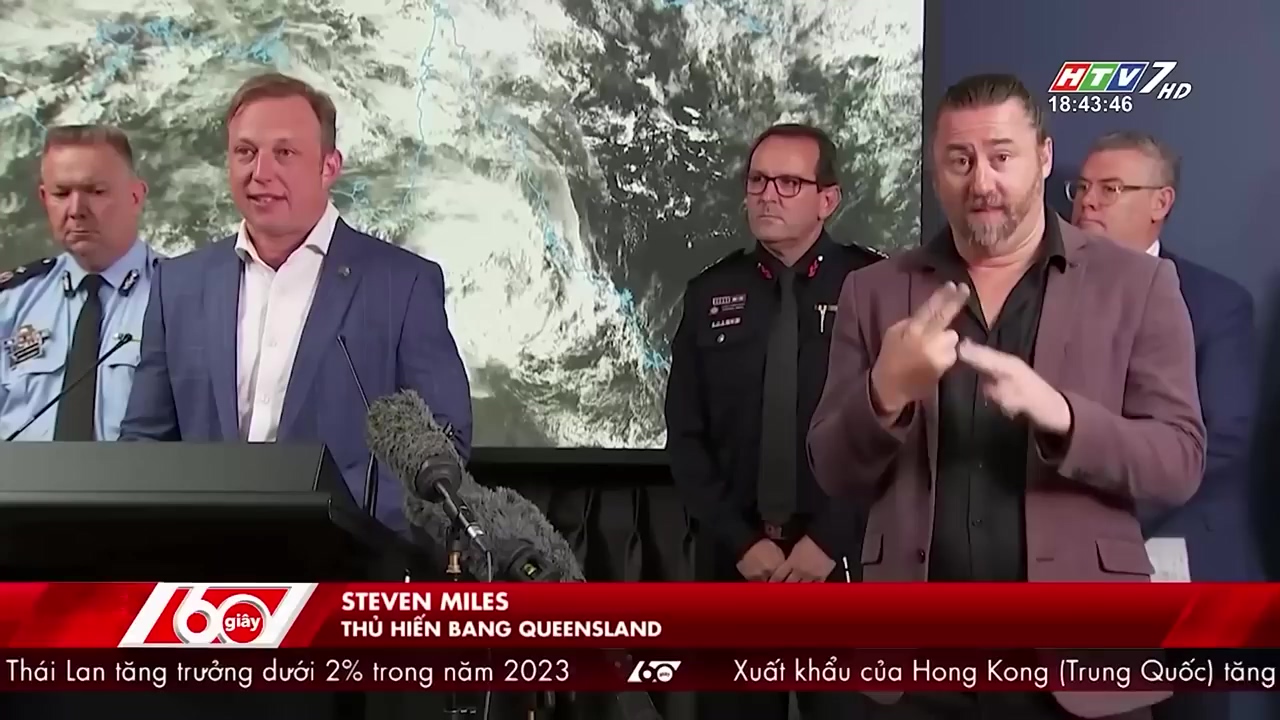 HTV7 HD
18:43:46
60 giây
STEVEN MILES
THỦ HIẾN BANG QUEENSLAND
Thái Lan tăng trưởng dưới 2% trong năm 2023 60 Xuất khẩu của Hong Kong (Trung Quốc) tăng